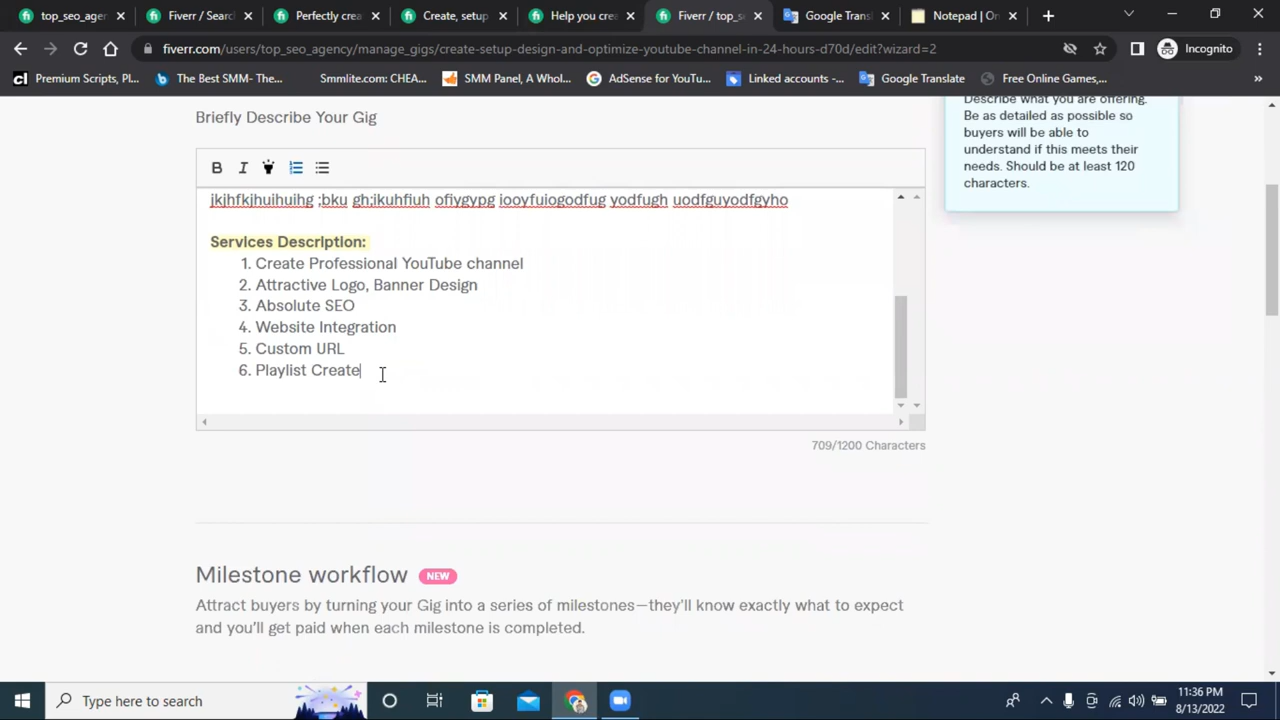 top_seo_agency
Fiverr / Searc
Perfectly crea
Create, setup
Help you crea
Fiverr / top_se
Google Transl
Notepad | On
fiverr.com/users/top_seo_agency/manage_gigs/create-setup-design-and-optimize-youtube-channel-in-24-hours-d70d/edit?wizard=2
Incognito
Premium Scripts, Pl...
The Best SMM- The...
Smmlite.com: CHEA...
SMM Panel, A Whol...
AdSense for YouTu...
Linked accounts -...
Google Translate
Free Online Games,...
Briefly Describe Your Gig
B I
jkjhfkjhuihuihg ;bku gh;ikuhfiuh ofiygypg iooyfuiogodfug yodfugh uodfguyodfgyho
Services Description:
1. Create Professional YouTube channel
2. Attractive Logo, Banner Design
3. Absolute SEO
4. Website Integration
5. Custom URL
6. Playlist Create
709/1200 Characters
Describe what you are offering.
Be as detailed as possible so
buyers will be able to
understand if this meets their
needs. Should be at least 120
characters.
Milestone workflow NEW
Attract buyers by turning your Gig into a series of milestones—they'll know exactly what to expect
and you'll get paid when each milestone is completed.
Type here to search
11:36 PM
8/13/2022